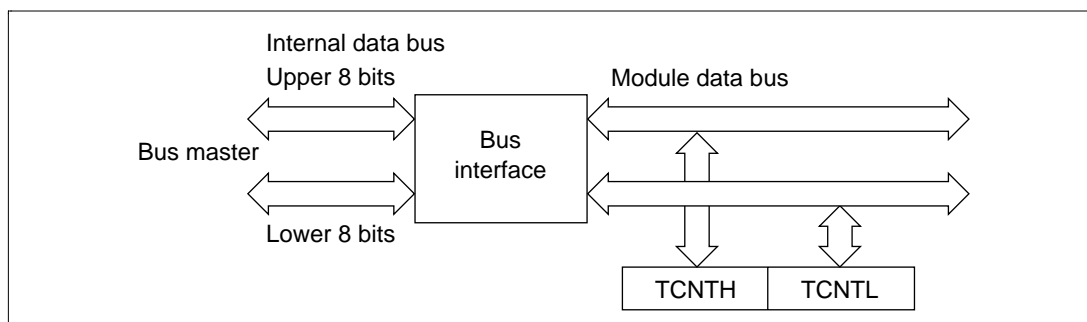 Internal data bus
Upper 8 bits
Module data bus
Bus master
Bus
interface
Lower 8 bits
TCNTH
TCNTL